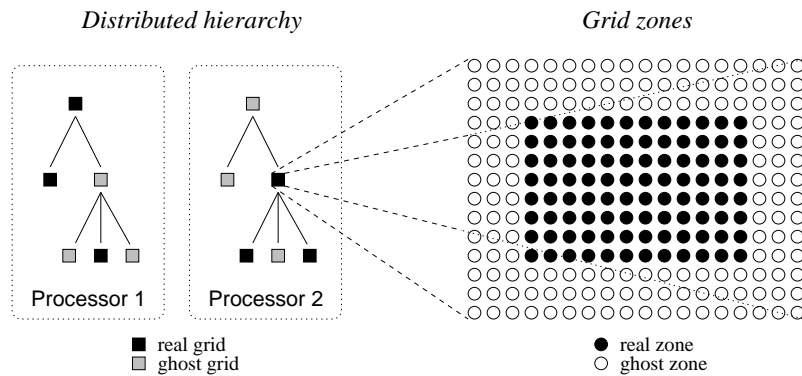 Distributed hierarchy
Grid zones
Processor 1
Processor 2
real grid
ghost grid
real zone
ghost zone